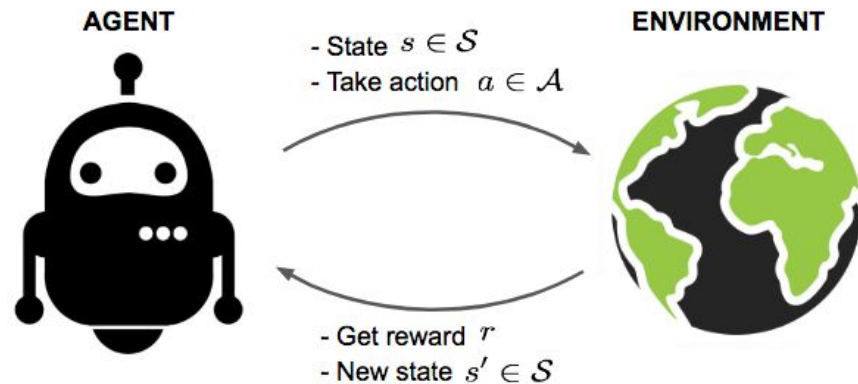 AGENT
ENVIRONMENT
- State s ∈ 𝒮
- Take action a ∈ 𝒜
- Get reward r
- New state s′ ∈ 𝒮